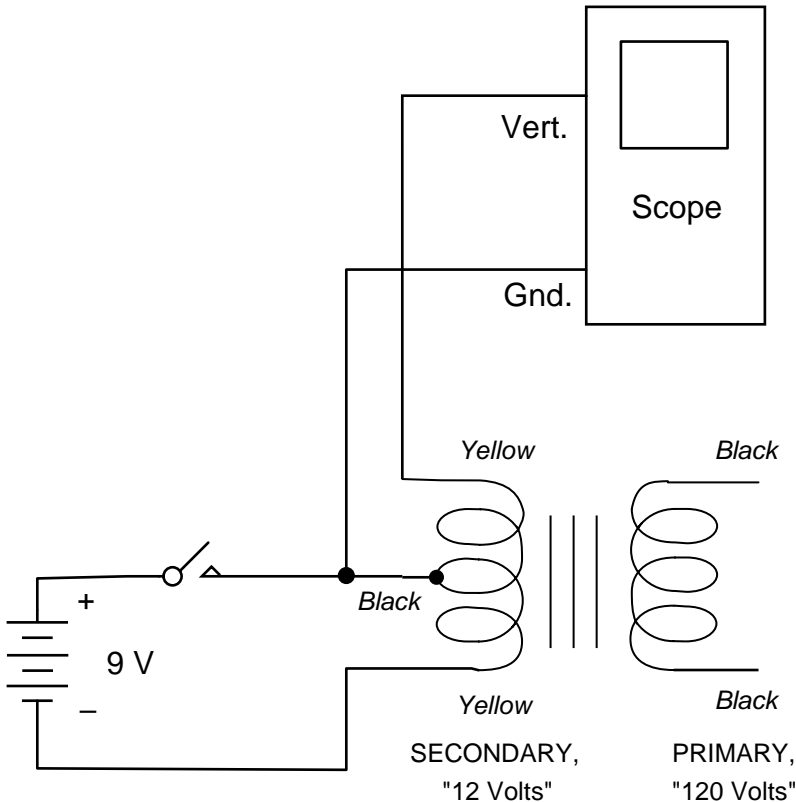 Vert.
Scope
Gnd.
Yellow
Black
Black
+
9 V
–
Yellow
Black
SECONDARY,
"12 Volts"
PRIMARY,
"120 Volts"